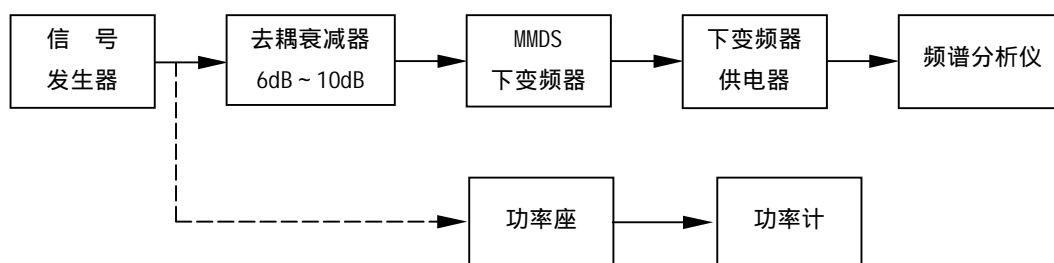 信 号
发生器
去耦衰减器
6dB~10dB
MMDS
下变频器
下变频器
供电器
频谱分析仪
功率座
功率计